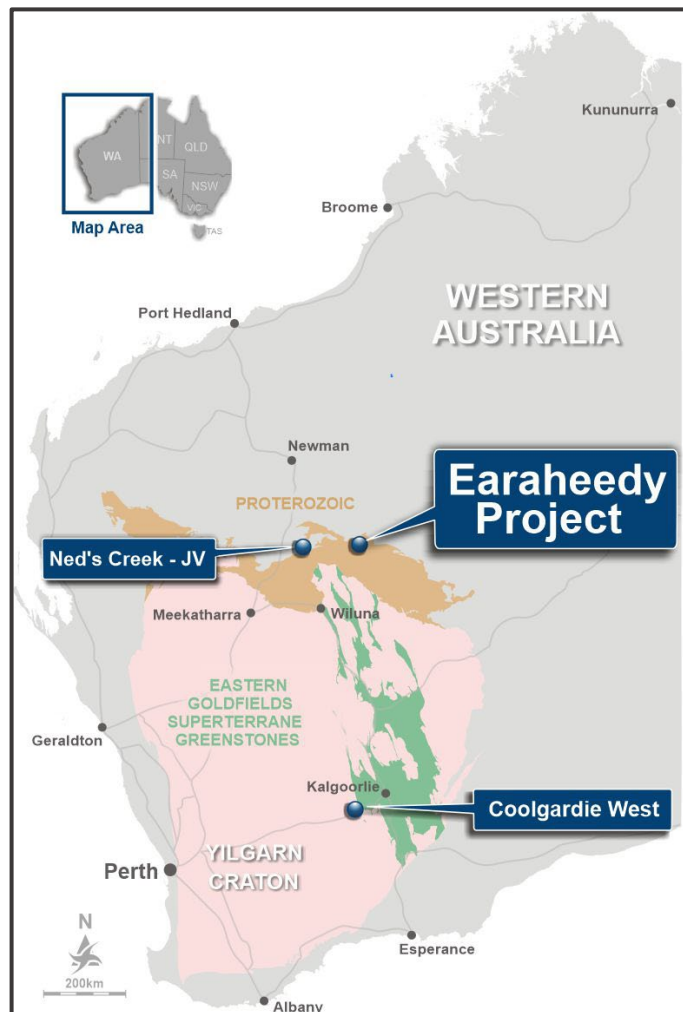 WA
NT
QLD
SA
NSW
VIC
TAS
Map Area
Kununurra
Broome
WESTERN
AUSTRALIA
Port Hedland
Newman
PROTEROZOIC
Earaheedy
Project
Ned's Creek - JV
Meekatharra
Wiluna
EASTERN
GOLDFIELDS
SUPERTERRANE
GREENSTONES
Geraldton
Kalgoorlie
Coolgardie West
Perth
YILGARN
CRATON
N
200km
Esperance
Albany